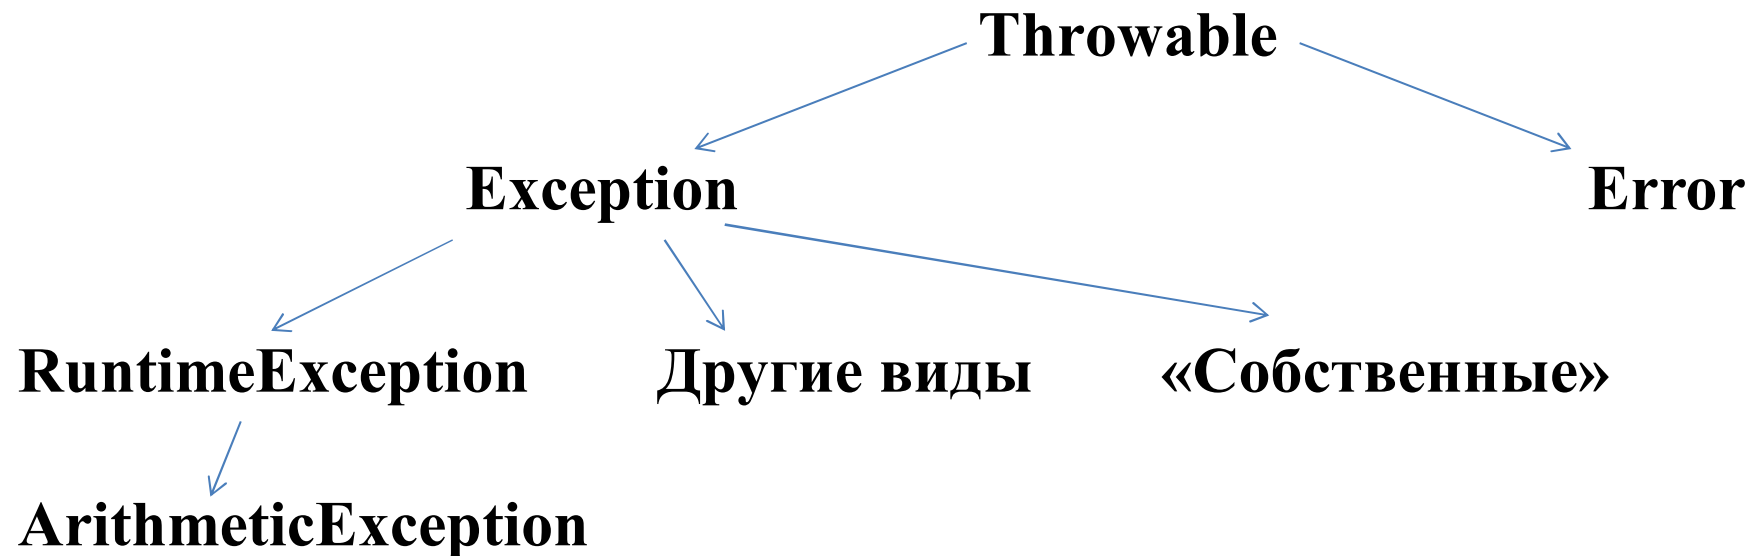 Throwable
Exception
Error
RuntimeException
Другие виды
«Собственные»
ArithmeticException